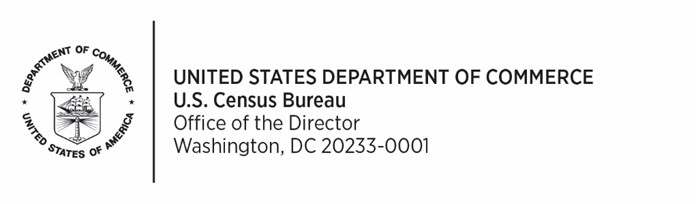 DEPARTMENT OF COMMERCE
UNITED STATES OF AMERICA
UNITED STATES DEPARTMENT OF COMMERCE
U.S. Census Bureau
Office of the Director
Washington, DC 20233-0001